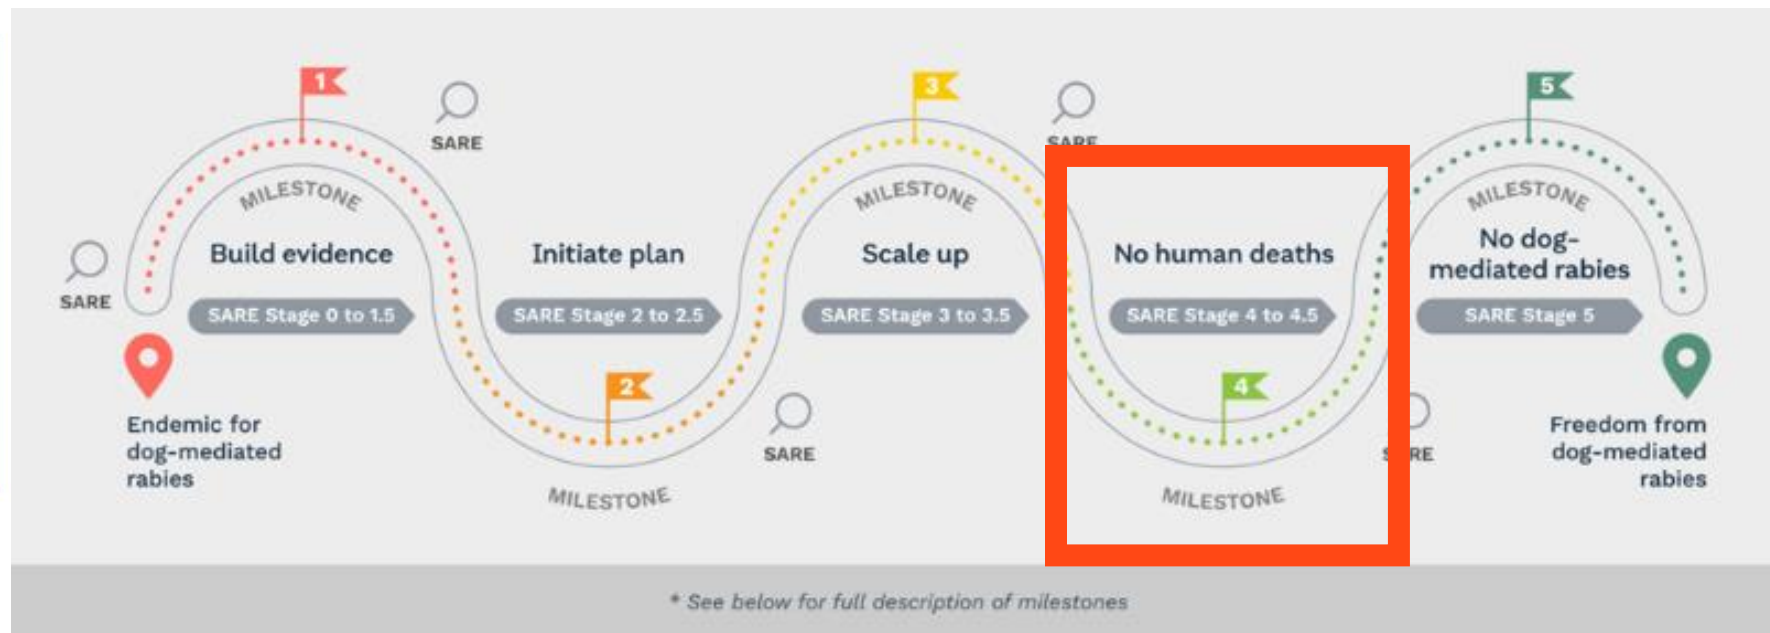 1
SARE
3
SARE
5
MILESTONE
MILESTONE
MILESTONE
SARE
Build evidence
Initiate plan
Scale up
No human deaths
No dog-
mediated rabies
SARE Stage 0 to 1.5
SARE Stage 2 to 2.5
SARE Stage 3 to 3.5
SARE Stage 4 to 4.5
SARE Stage 5
2
4
Endemic for
dog-mediated
rabies
SARE
SARE
Freedom from
dog-mediated
rabies
MILESTONE
MILESTONE
* See below for full description of milestones